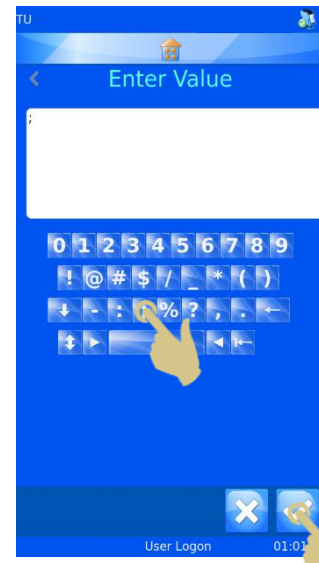 TU
Enter Value
;
0 1 2 3 4 5 6 7 8 9
! @ # $ / _ * ( )
- : ; % ? , .
User Logon 01:01